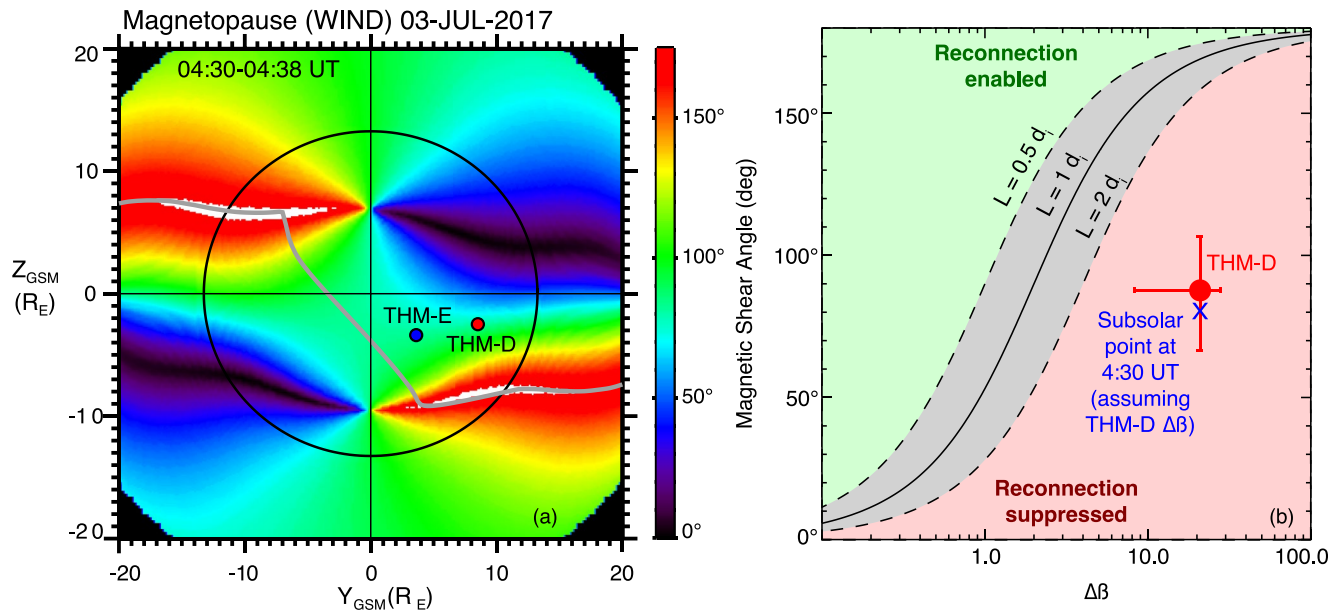 Magnetopause (WIND) 03-JUL-2017
04:30-04:38 UT
20
10
0
-10
-20
Z_GSM
(R_E)
-20
-10
0
10
20
Y_GSM(R_E)
THM-E
THM-D
(a)
150°
100°
50°
0°
Reconnection
enabled
Magnetic Shear Angle (deg)
150°
100°
50°
0°
L = 0.5 d_i
L = 1 d_i
L = 2 d_i
THM-D
X
Subsolar
point at
4:30 UT
(assuming
THM-D Δß)
Reconnection
suppressed
(b)
1.0
10.0
100.0
Δß